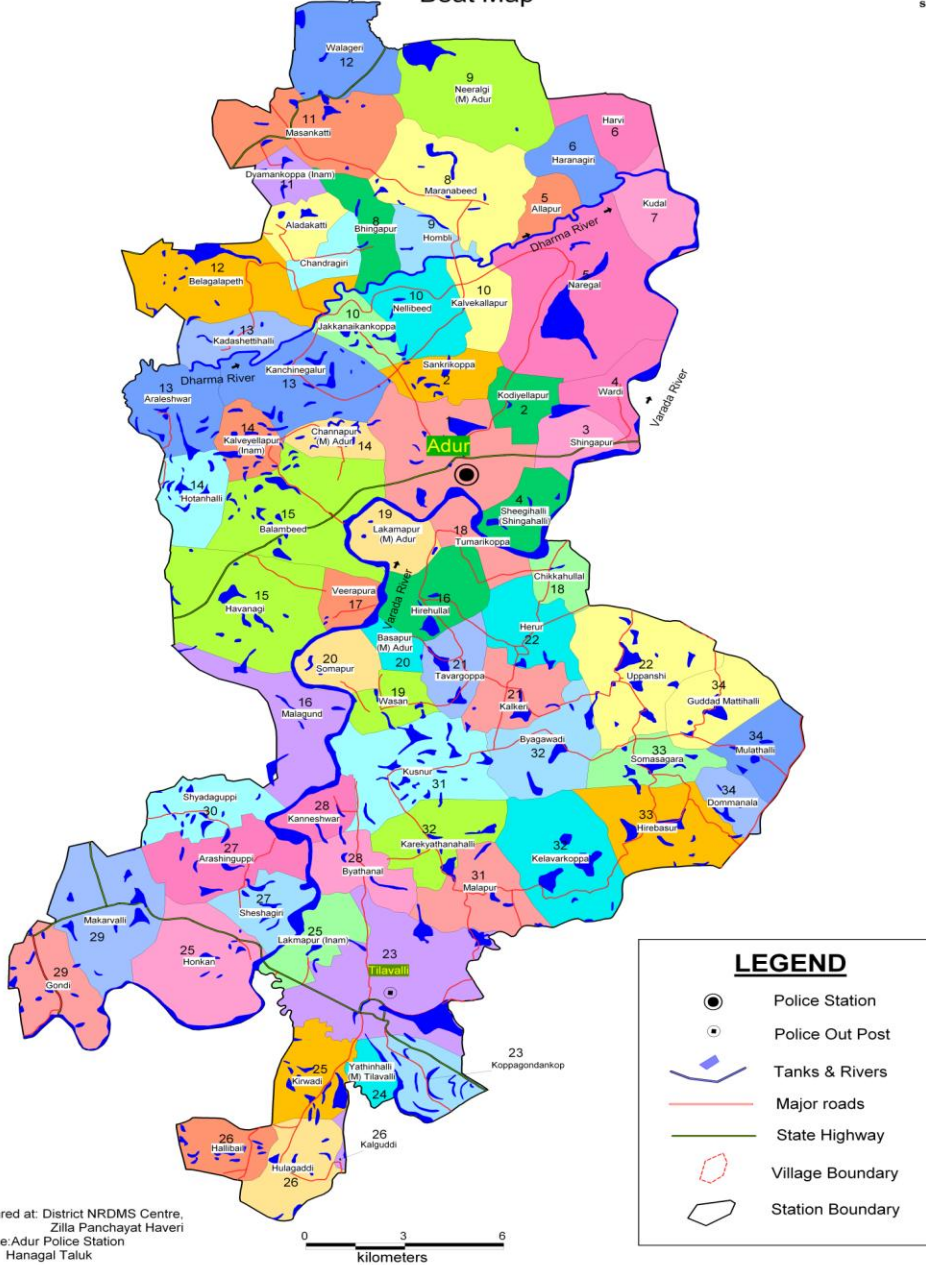 Beat Map
s
Walageri
12
9
Neeralgi
(M) Adur
11
Masankatti
Harvi
6
6
Haranagiri
Dyamankoppa (Inam)
11
8
Maranabeed
5
Allapur
Kudal
7
Aladakatti
8
Bhingapur
9
Hombli
Dharma River
Chandragiri
12
Belagalapeth
5
Naregal
10
Nellibeed
10
Kalvekallapur
10
Jakkanaikankoppa
13
Kadashettihalli
Sankrikoppa
2
Kanchinegalur
13
Dharma River
13
Araleshwar
Kodiyellapur
2
4
Wardi
Varada River
14
Kalveyellapur
(Inam)
Channapur
(M) Adur
14
Adur
3
Shingapur
14
Hotanhalli
4
Sheegihalli
(Shingahalli)
15
Balambeed
19
Lakamapur
(M) Adur
18
Tumarikoppa
Chikkahullal
18
Veerapura
17
Varada River
16
Hirehullal
15
Havanagi
Herur
22
Basapur
(M) Adur
20
20
Somapur
21
Tavargoppa
22
Uppanshi
19
Wasan
21
Kalkeri
34
Guddad Mattihalli
16
Malagund
Byagawadi
32
34
Mulathalli
33
Somasagara
Kusnur
31
34
Dommanala
Shyadaguppi
30
28
Kanneshwar
33
Hirebasur
32
Karekyathanahalli
27
Arashinguppi
32
Kelavarkoppa
28
Byathanal
31
Malapur
27
Sheshagiri
Makarvalli
29
25
Lakmapur (Inam)
25
Honkan
23
Tilavalli
29
Gondi
23
Koppagondankop
25
Kirwadi
Yathinhalli
(M) Tilavalli
24
26
Hallibail
26
Kalguddi
Hulagaddi
26
LEGEND
Police Station
Police Out Post
Tanks & Rivers
Major roads
State Highway
Village Boundary
Station Boundary
red at: District NRDMS Centre,
Zilla Panchayat Haveri
e:Adur Police Station
Hanagal Taluk
0 3 6
kilometers